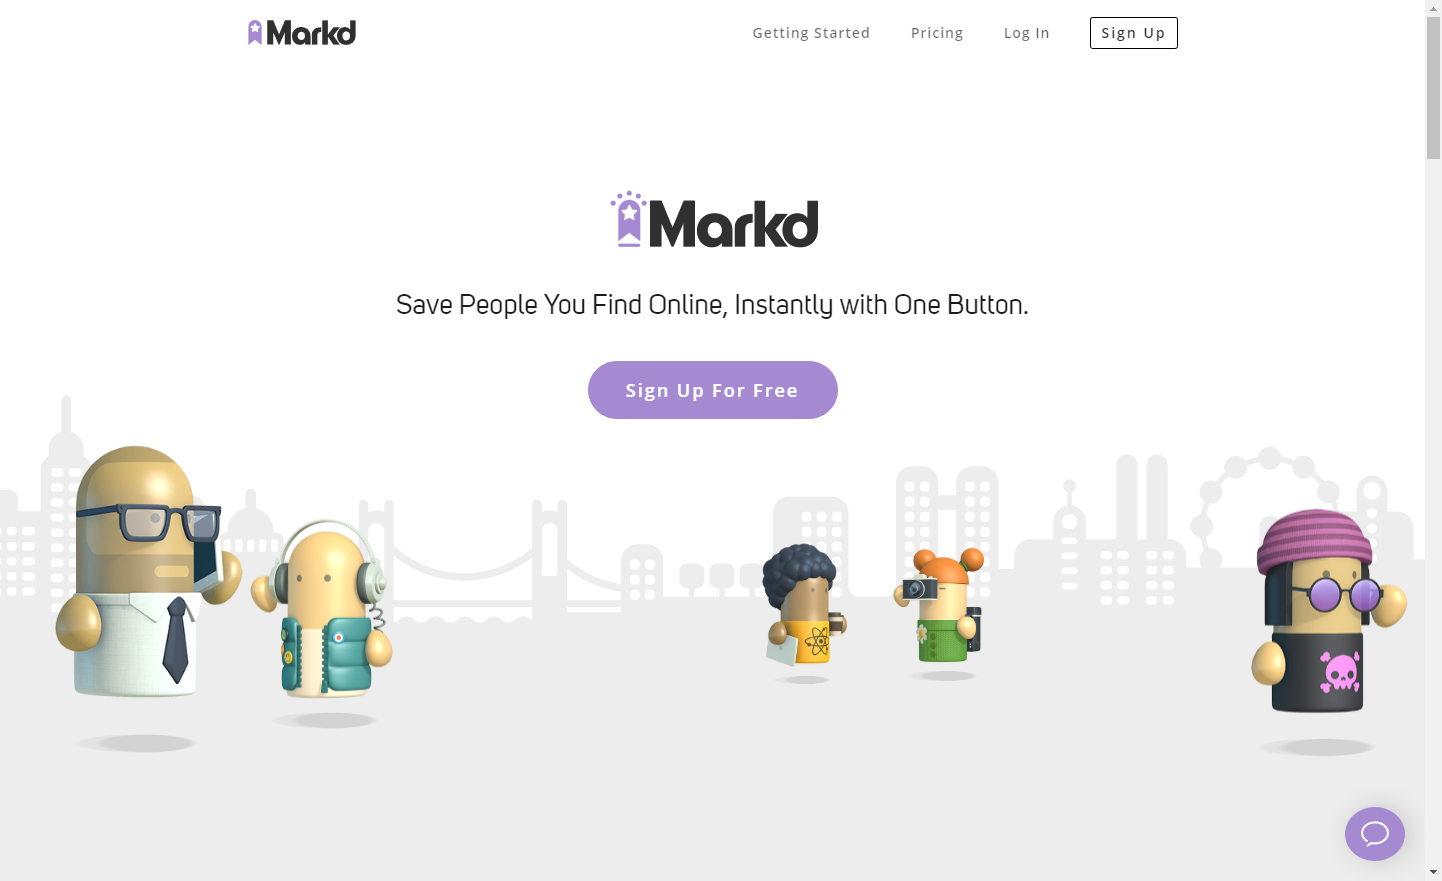 Markd
Getting Started
Pricing
Log In
Sign Up
Markd
Save People You Find Online, Instantly with One Button.
Sign Up For Free